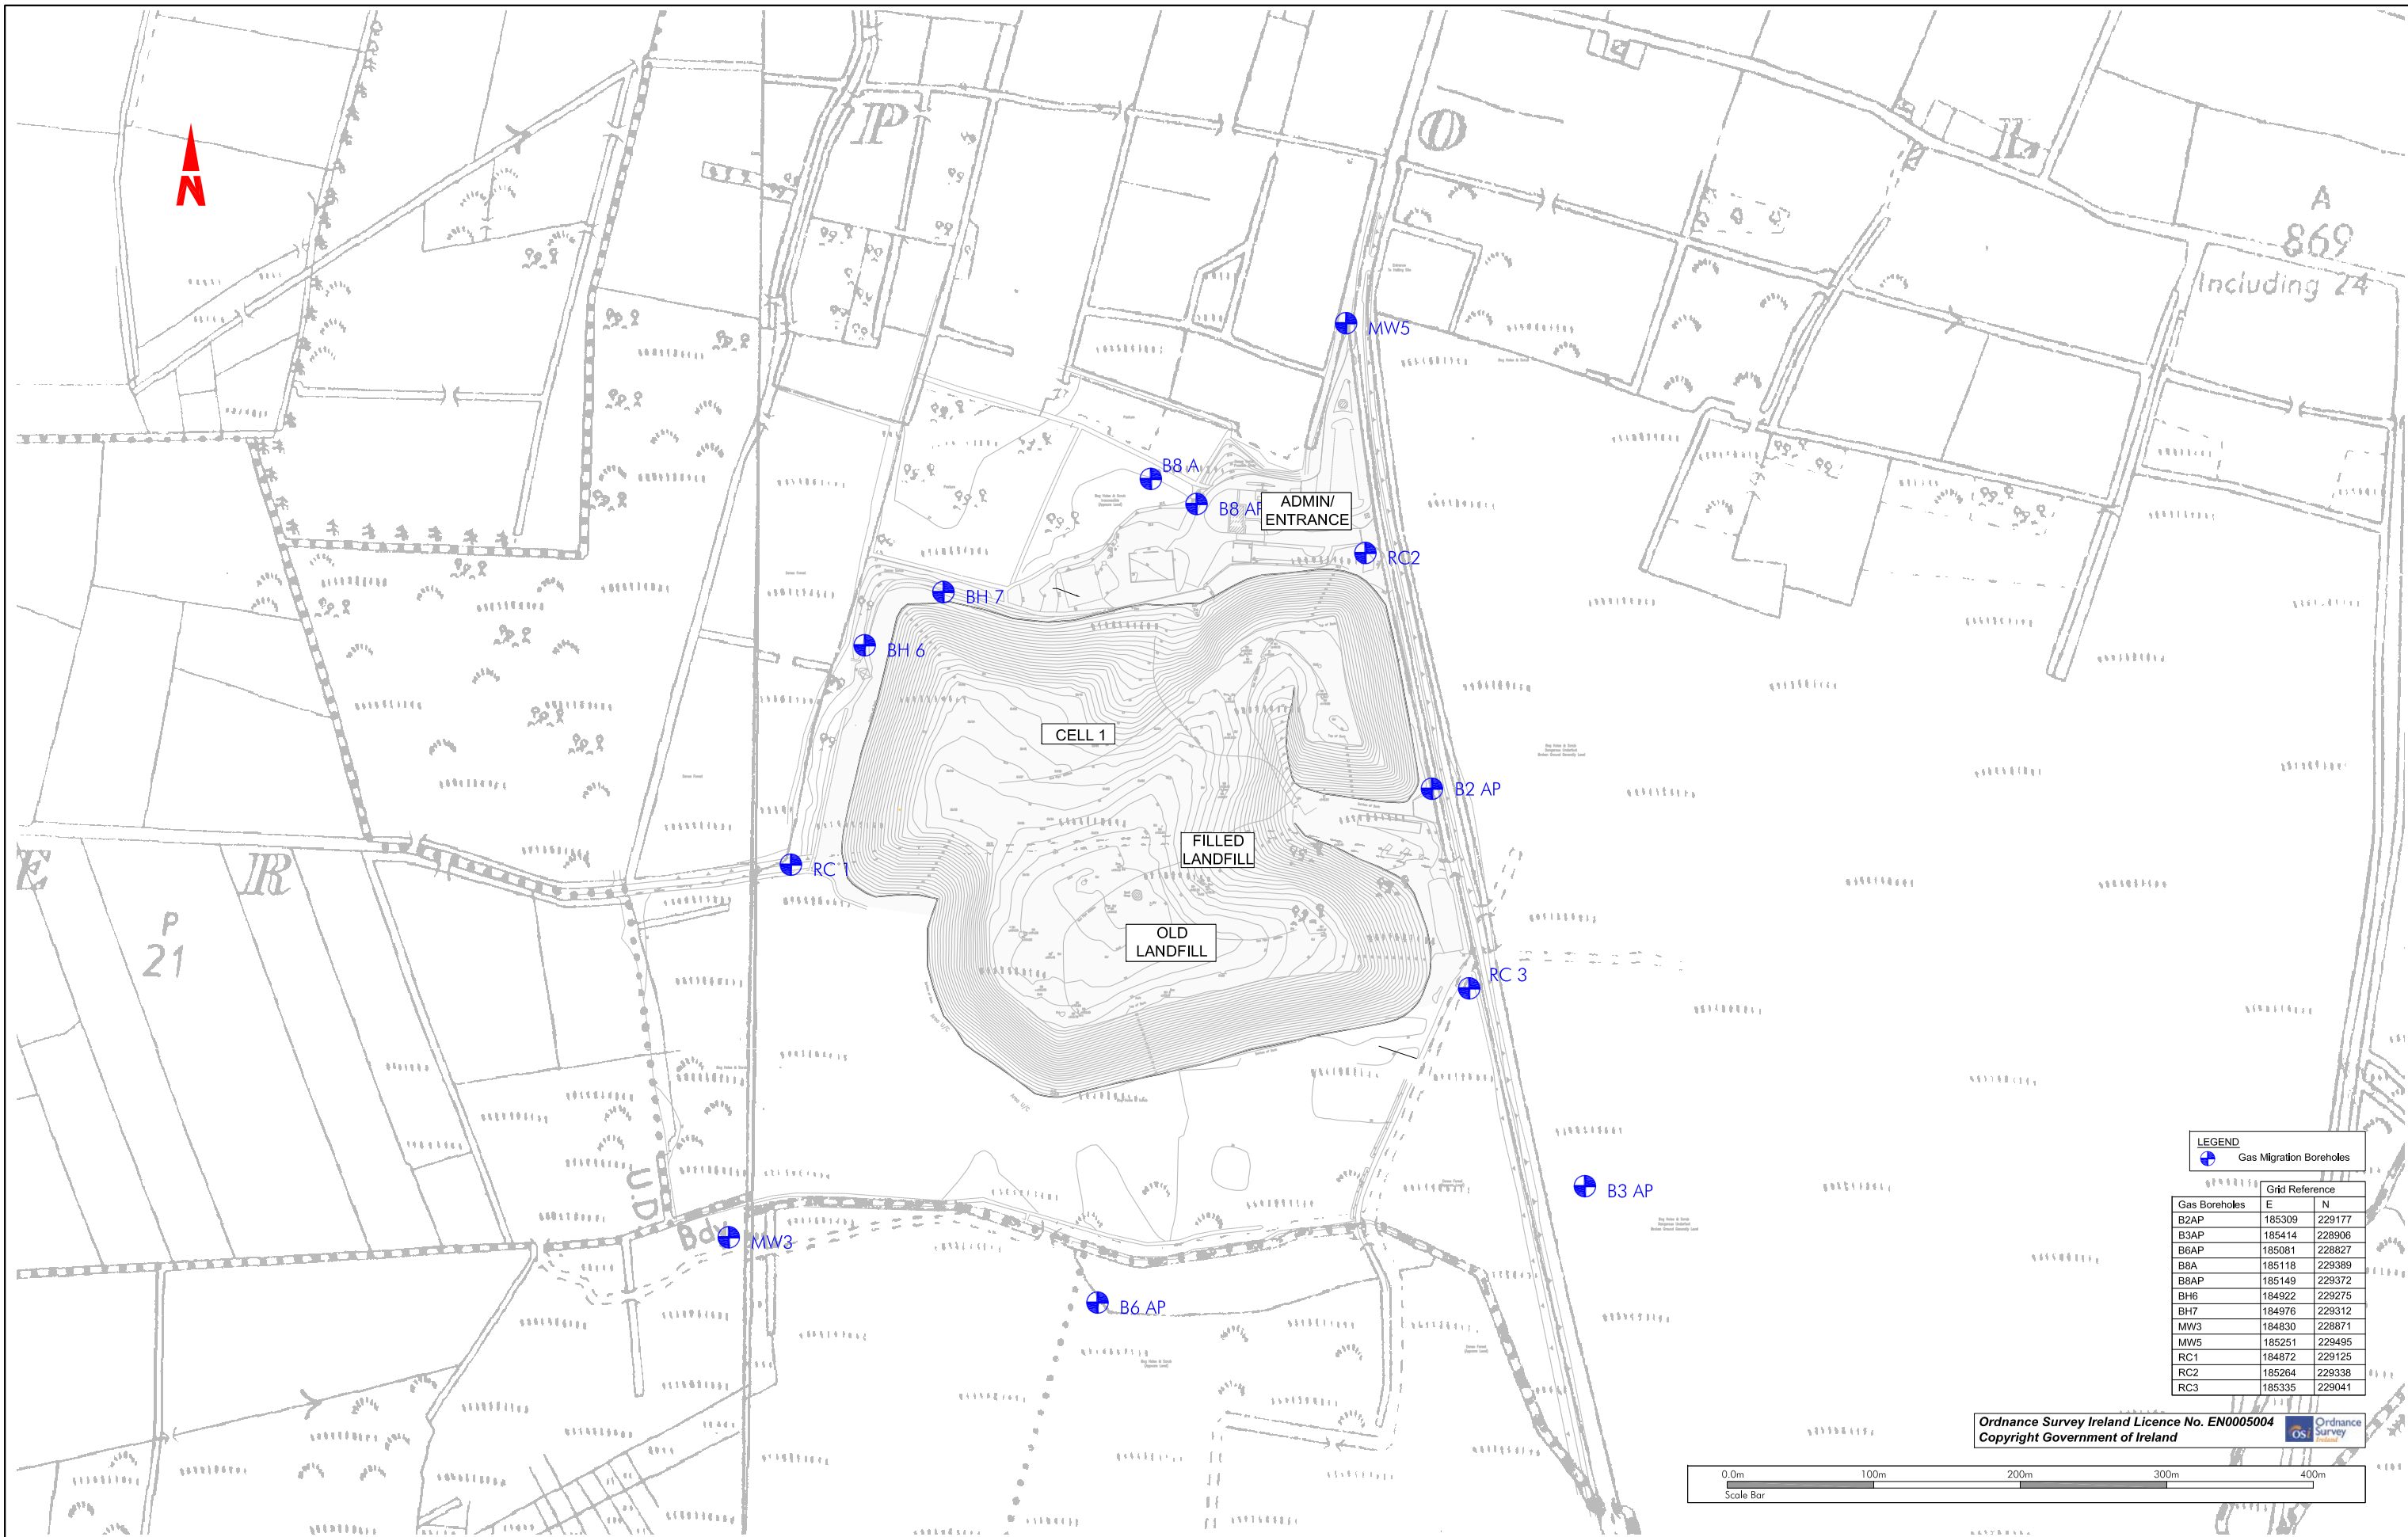 N
P
O
L
A
869
Including 24
MW5
B8 A
B8 AP
ADMIN/
ENTRANCE
RC2
BH 7
BH 6
CELL 1
B2 AP
FILLED
LANDFILL
RC 1
E
R
P
21
OLD
LANDFILL
RC 3
U.D
Bdy
MW3
B3 AP
B6 AP
LEGEND
Gas Migration Boreholes
Grid Reference
Gas Boreholes E N
B2AP 185309 229177
B3AP 185414 228906
B6AP 185081 228827
B8A 185118 229389
B8AP 185149 229372
BH6 184922 229275
BH7 184976 229312
MW3 184830 228871
MW5 185251 229495
RC1 184872 229125
RC2 185264 229338
RC3 185335 229041
Ordnance Survey Ireland Licence No. EN0005004
Copyright Government of Ireland
OSi
Ordnance
Survey
Ireland
0.0m 100m 200m 300m 400m
Scale Bar